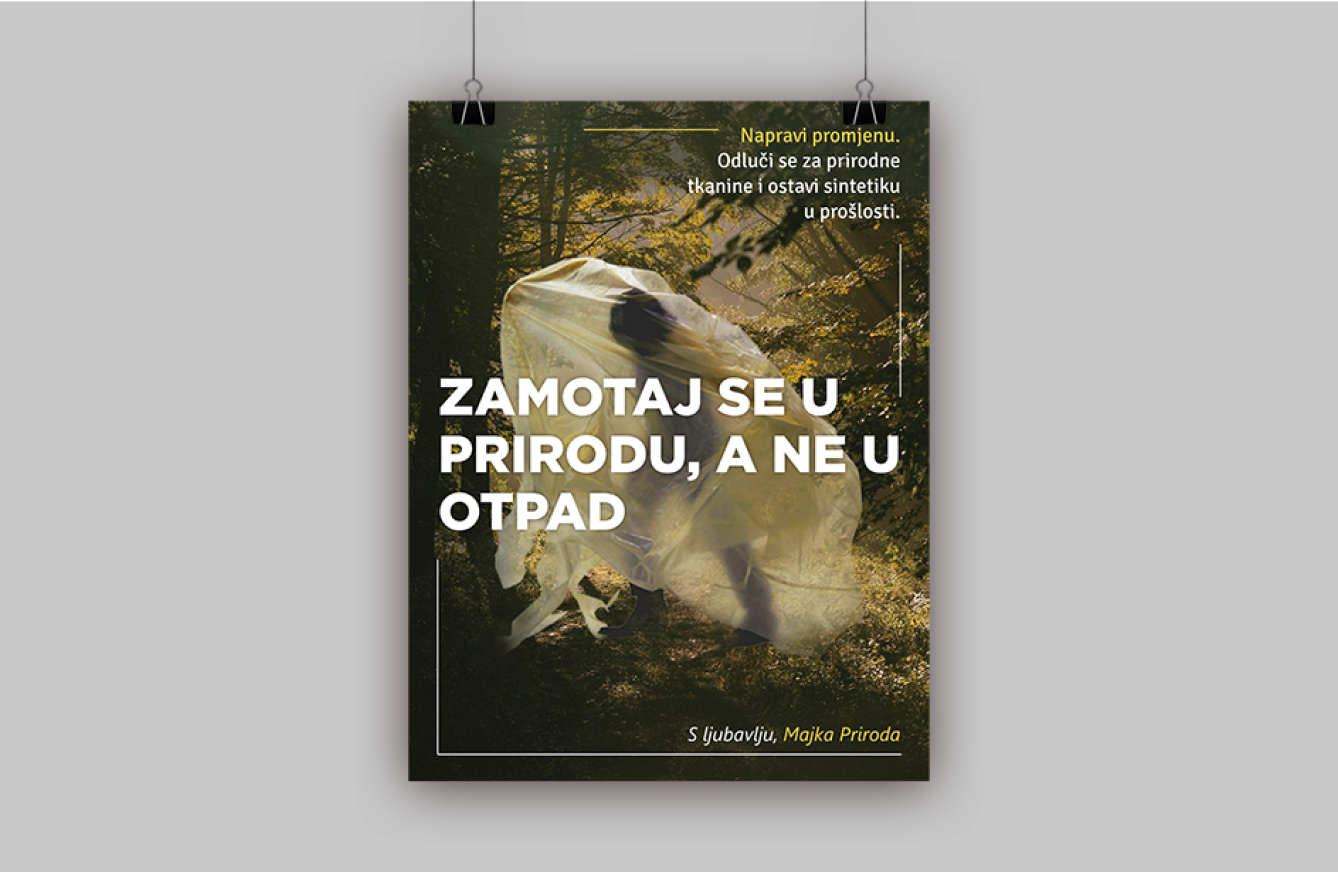 Napravi promjenu.
Odluči se za prirodne
tkanine i ostavi sintetiku
u prošlosti.
ZAMOTAJ SE U
PRIRODU, A NE U
OTPAD
S ljubavlju, Majka Priroda